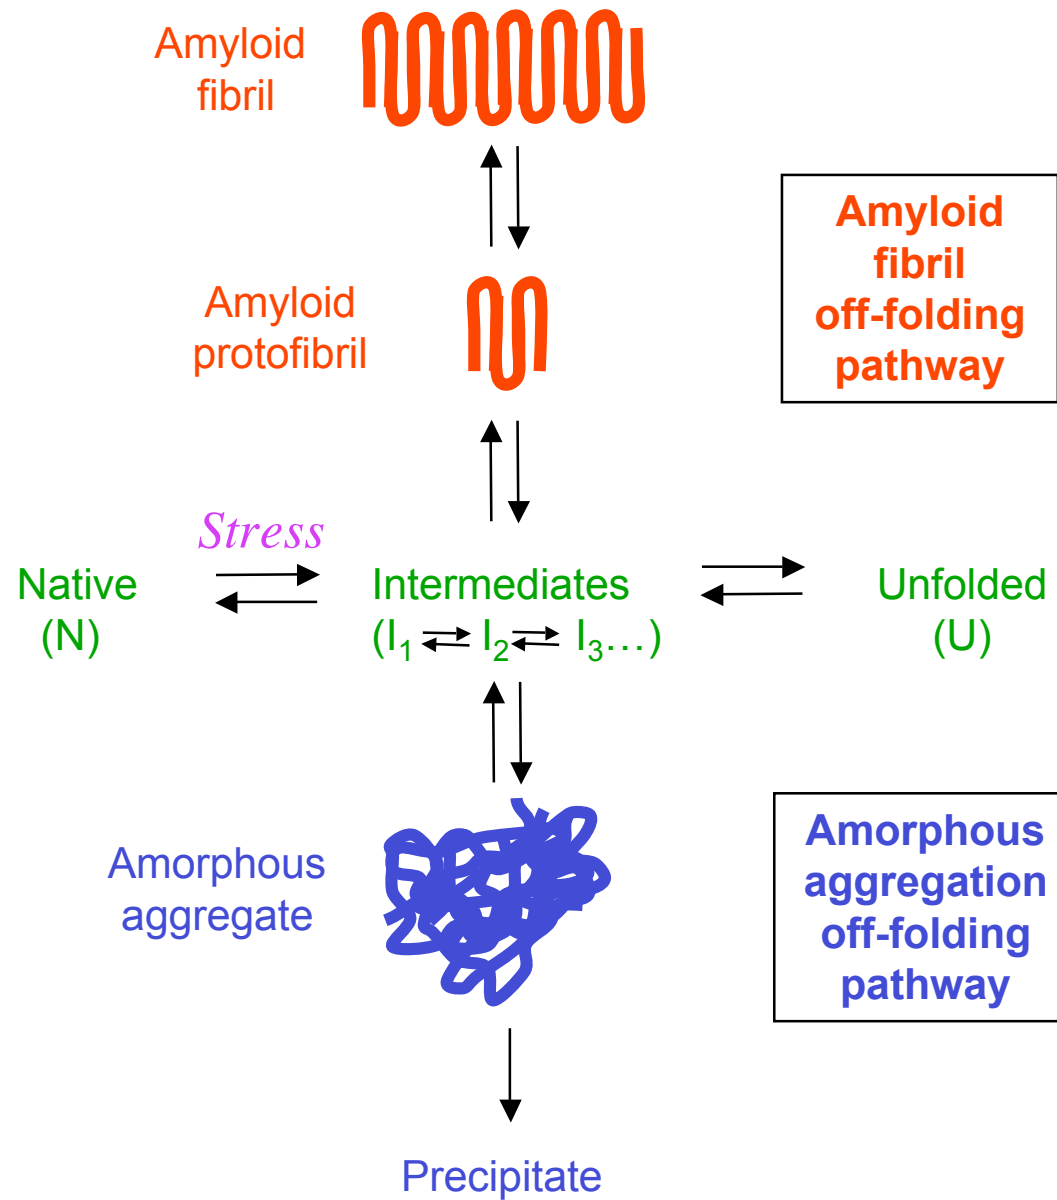 Amyloid
fibril
Amyloid
fibril
off-folding
pathway
Amyloid
protofibril
Stress
Native
(N)
Intermediates
(I₁ I₂ I₃...)
Unfolded
(U)
Amorphous
aggregate
Amorphous
aggregation
off-folding
pathway
Precipitate